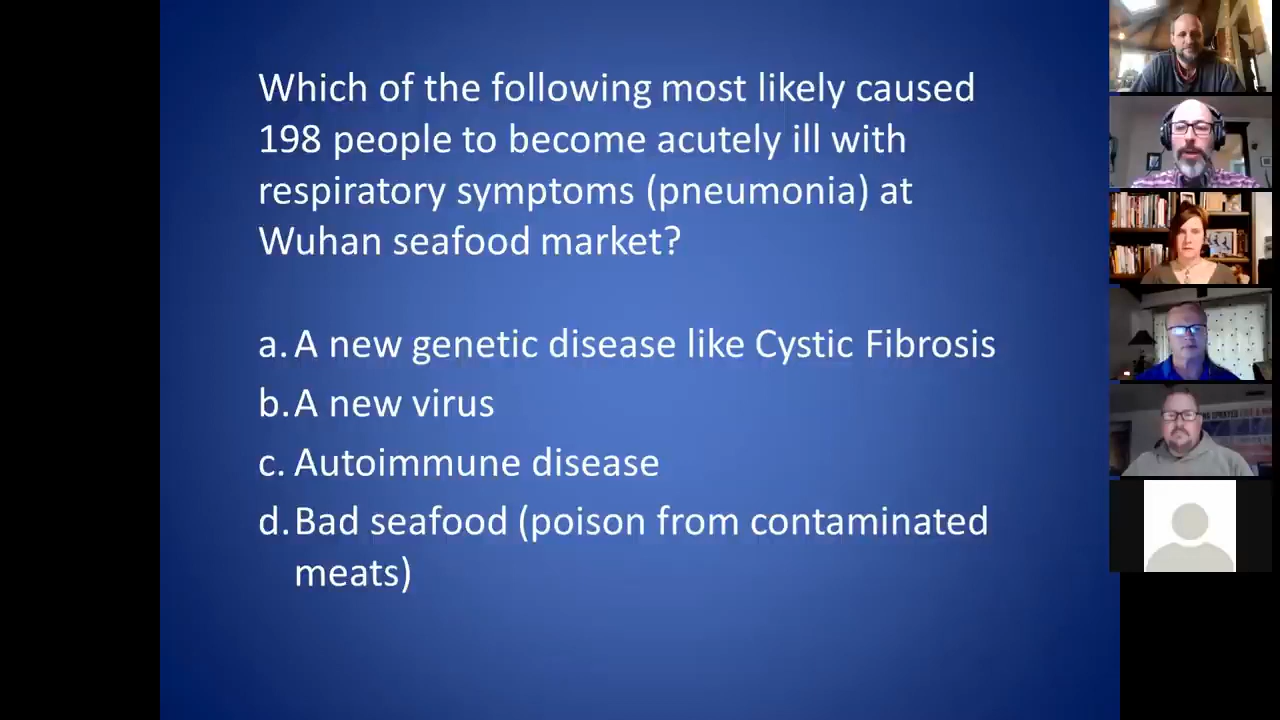 Which of the following most likely caused
198 people to become acutely ill with
respiratory symptoms (pneumonia) at
Wuhan seafood market?
a. A new genetic disease like Cystic Fibrosis
b. A new virus
c. Autoimmune disease
d. Bad seafood (poison from contaminated
meats)